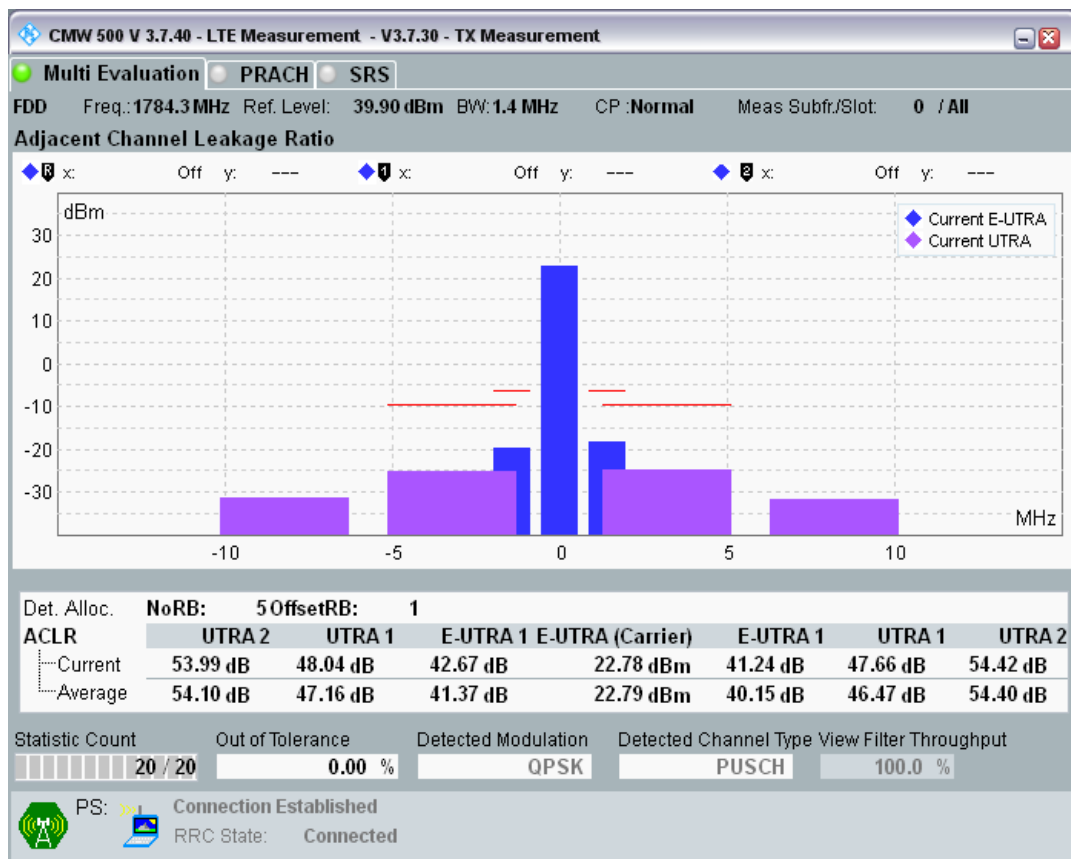 CMW 500 V 3.7.40 - LTE Measurement - V3.7.30 - TX Measurement
Multi Evaluation PRACH SRS
FDD Freq.: 1784.3 MHz Ref. Level: 39.90 dBm BW: 1.4 MHz CP :Normal Meas Subfr./Slot: 0 / All
Adjacent Channel Leakage Ratio
R x: Off y: --- 1 x: Off y: --- 2 x: Off y: ---
dBm
Current E-UTRA
Current UTRA
30
20
10
0
-10
-20
-30
MHz
-10 -5 0 5 10
Det. Alloc. NoRB: 5 OffsetRB: 1
ACLR UTRA 2 UTRA 1 E-UTRA 1 E-UTRA (Carrier) E-UTRA 1 UTRA 1 UTRA 2
Current 53.99 dB 48.04 dB 42.67 dB 22.78 dBm 41.24 dB 47.66 dB 54.42 dB
Average 54.10 dB 47.16 dB 41.37 dB 22.79 dBm 40.15 dB 46.47 dB 54.40 dB
Statistic Count Out of Tolerance Detected Modulation Detected Channel Type View Filter Throughput
20 / 20 0.00 % QPSK PUSCH 100.0 %
PS: Connection Established
RRC State: Connected